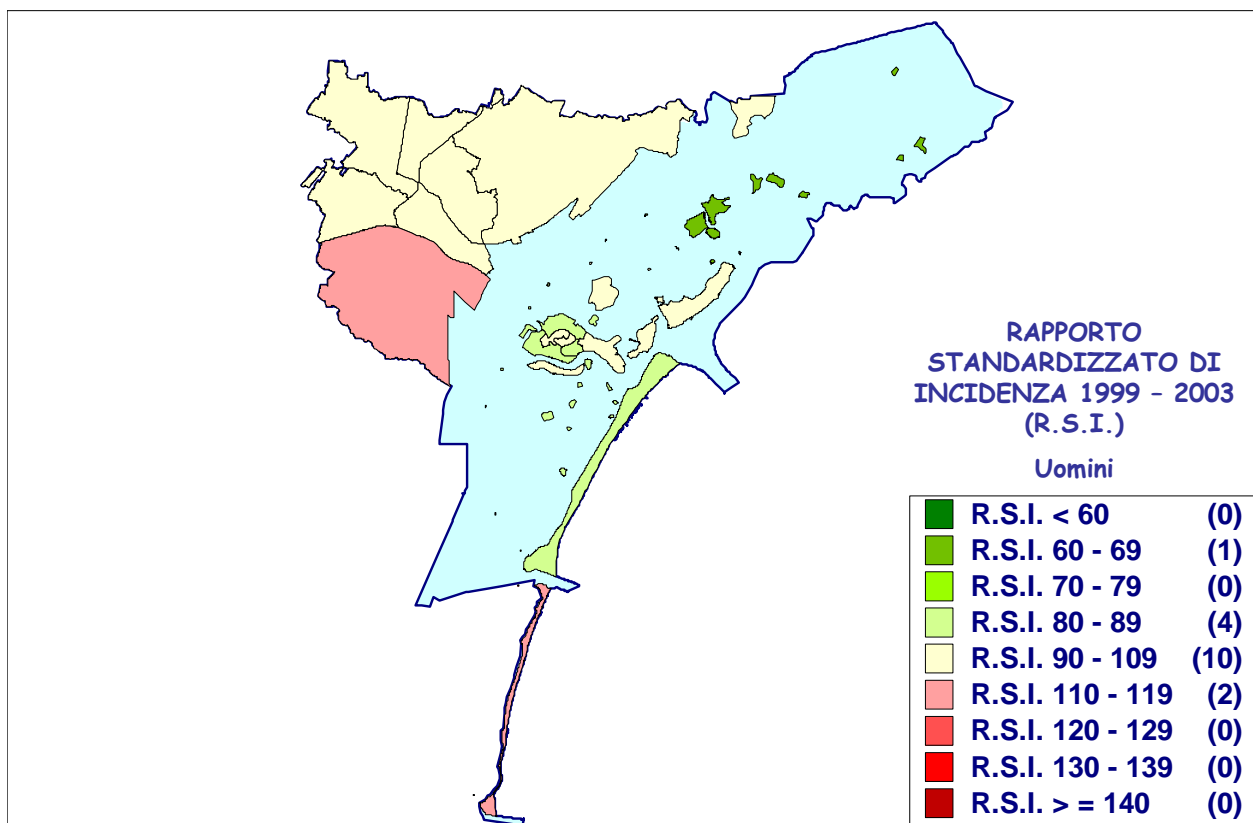 RAPPORTO
STANDARDIZZATO DI
INCIDENZA 1999 – 2003
(R.S.I.)
Uomini
R.S.I. < 60 (0)
R.S.I. 60 - 69 (1)
R.S.I. 70 - 79 (0)
R.S.I. 80 - 89 (4)
R.S.I. 90 - 109 (10)
R.S.I. 110 - 119 (2)
R.S.I. 120 - 129 (0)
R.S.I. 130 - 139 (0)
R.S.I. > = 140 (0)